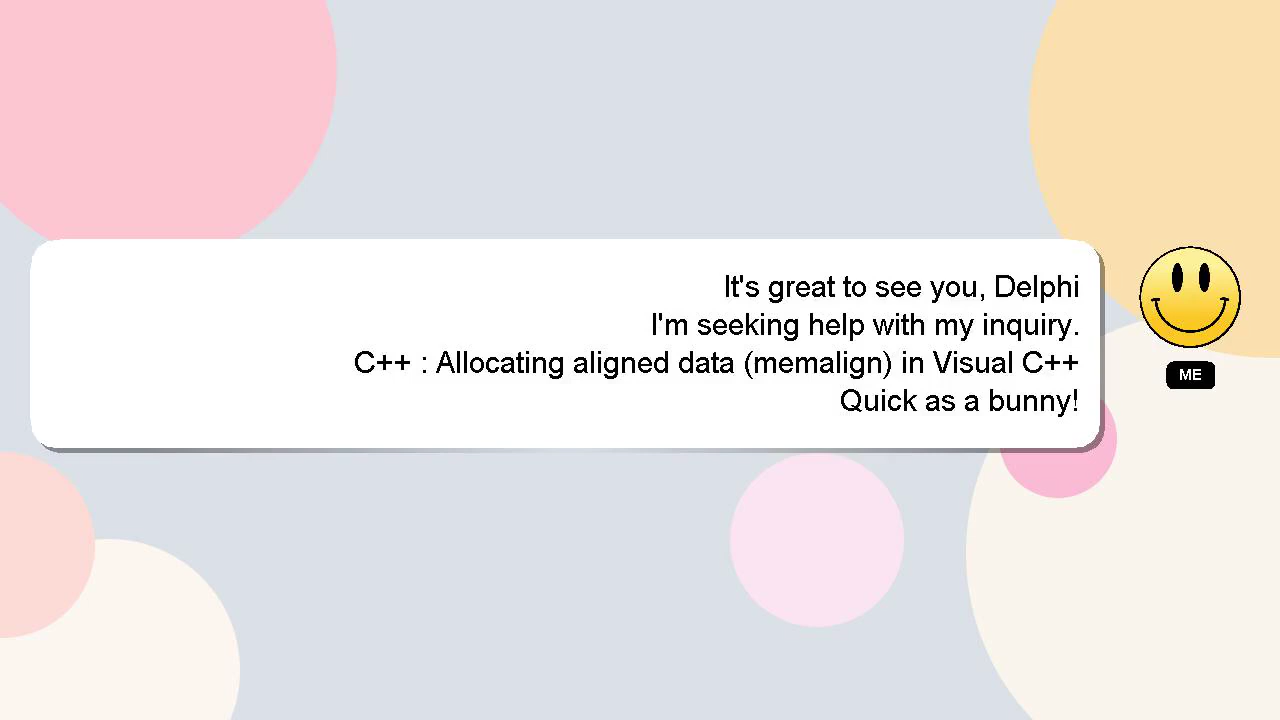 It's great to see you, Delphi
I'm seeking help with my inquiry.
C++ : Allocating aligned data (memalign) in Visual C++
Quick as a bunny!
ME